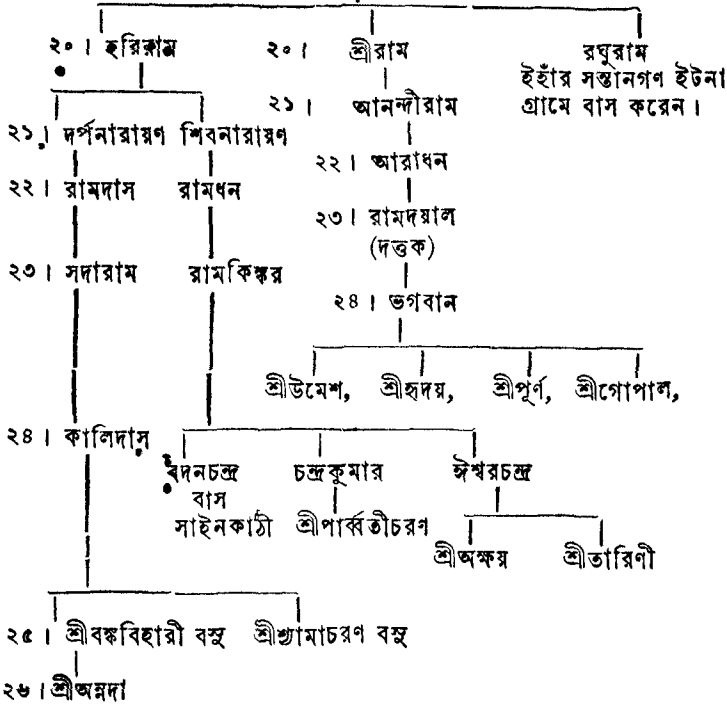 ২০। হরিরাম ২০। শ্রীরাম রঘুরাম
ইহাঁর সন্তানগণ ইটনা
২১। আনন্দীরাম গ্রামে বাস করেন।
২১। দর্পনারায়ণ শিবনারায়ণ
২২। আরাধন
২২। রামদাস রামধন
২৩। রামদয়াল
(দত্তক)
২৩। সদারাম রামকিঙ্কর
২৪। ভগবান
শ্রীউমেশ, শ্রীহৃদয়, শ্রীপূর্ণ, শ্রীগোপাল,
২৪। কালিদাস
বদনচন্দ্র চন্দ্রকুমার ঈশ্বরচন্দ্র
বাস
সাইনকাঠী শ্রীপার্ব্বতীচরণ
শ্রীঅক্ষয় শ্রীতারিণী
২৫। শ্রীবঙ্কবিহারী বসু শ্রীশ্যামাচরণ বসু
২৬। শ্রীঅন্নদা